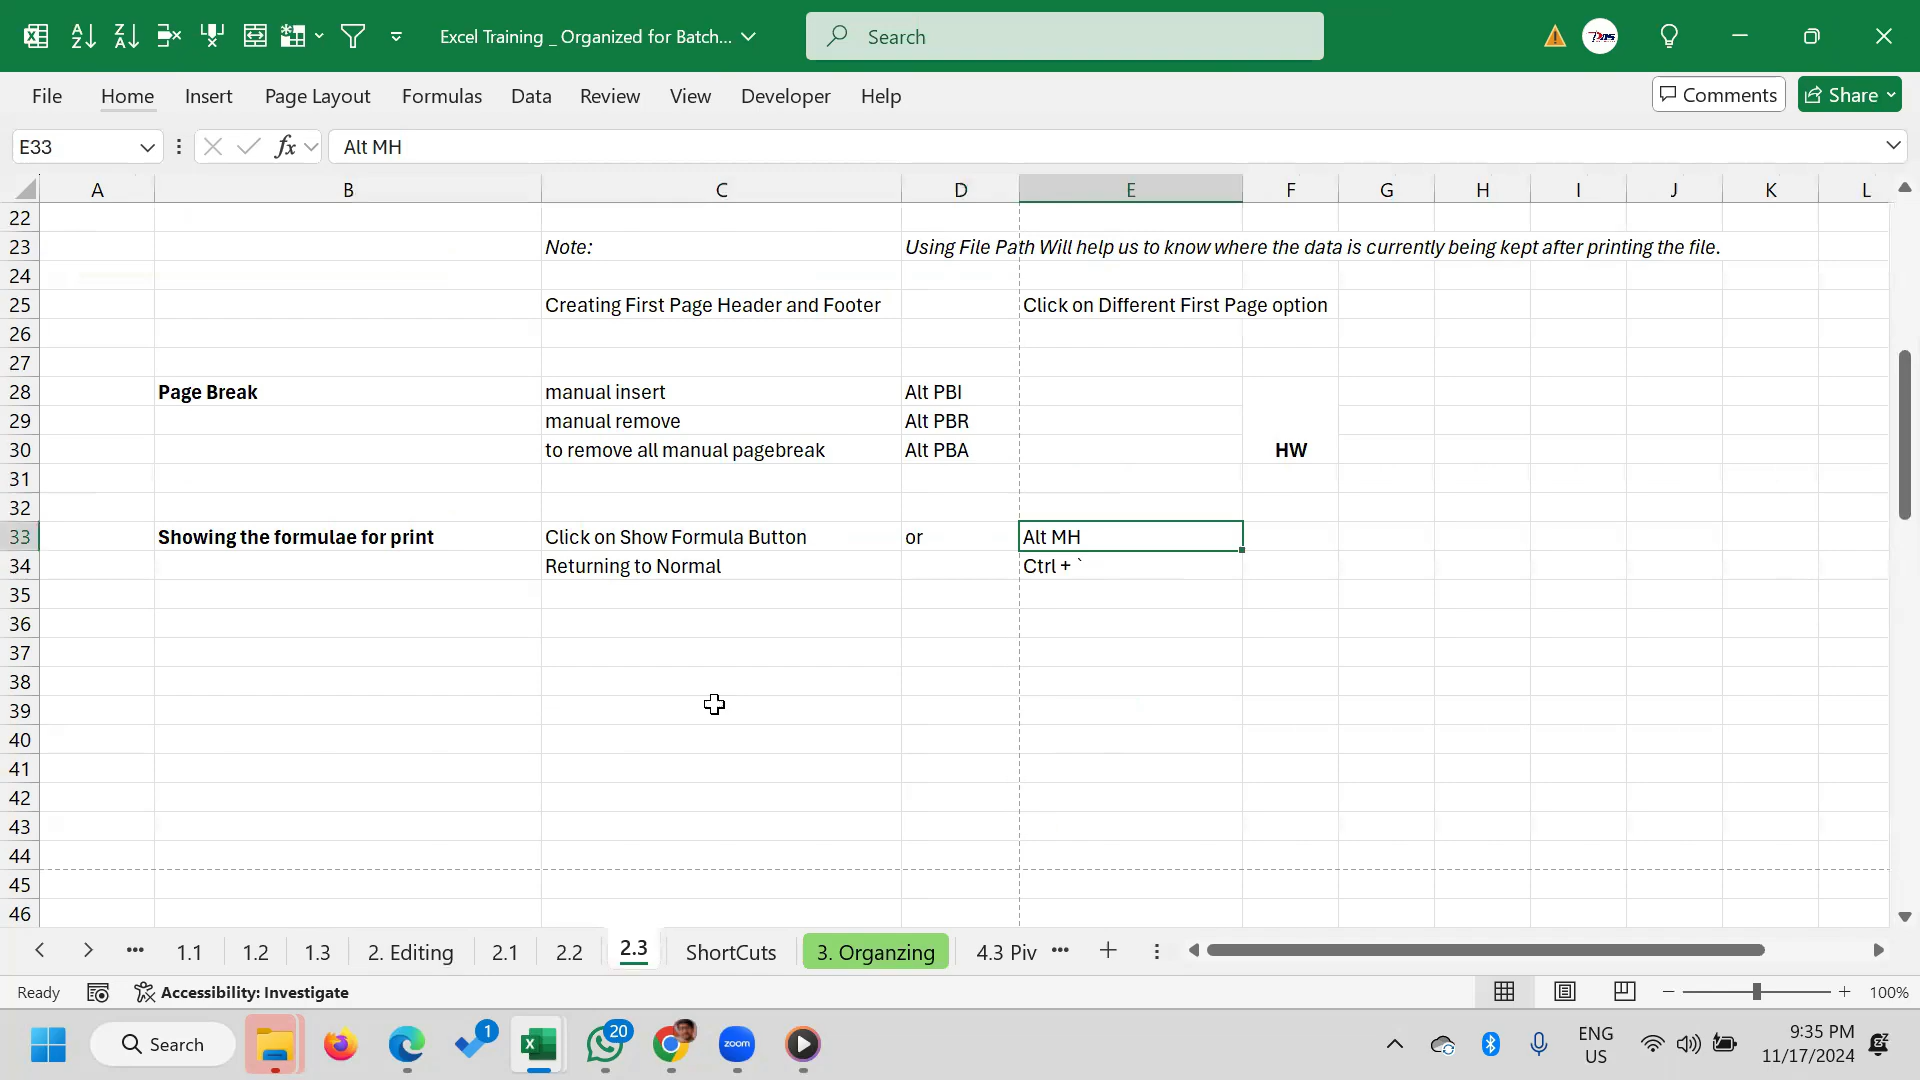 Excel Training _ Organized for Batch...
Search
File Home Insert Page Layout Formulas Data Review View Developer Help
Comments
Share
E33
fx
Alt MH
A B C D E F G H I J K L
22
23 Note: Using File Path Will help us to know where the data is currently being kept after printing the file.
24
25 Creating First Page Header and Footer Click on Different First Page option
26
27
28 Page Break manual insert Alt PBI
29 manual remove Alt PBR
30 to remove all manual pagebreak Alt PBA HW
31
32
33 Showing the formulae for print Click on Show Formula Button or Alt MH
34 Returning to Normal Ctrl + `
35
36
37
38
39
40
41
42
43
44
45
46
1.1 1.2 1.3 2. Editing 2.1 2.2 2.3 ShortCuts 3. Organzing 4.3 Piv
Ready
Accessibility: Investigate
100%
Search
1
20
zoom
ENG
US
9:35 PM
11/17/2024